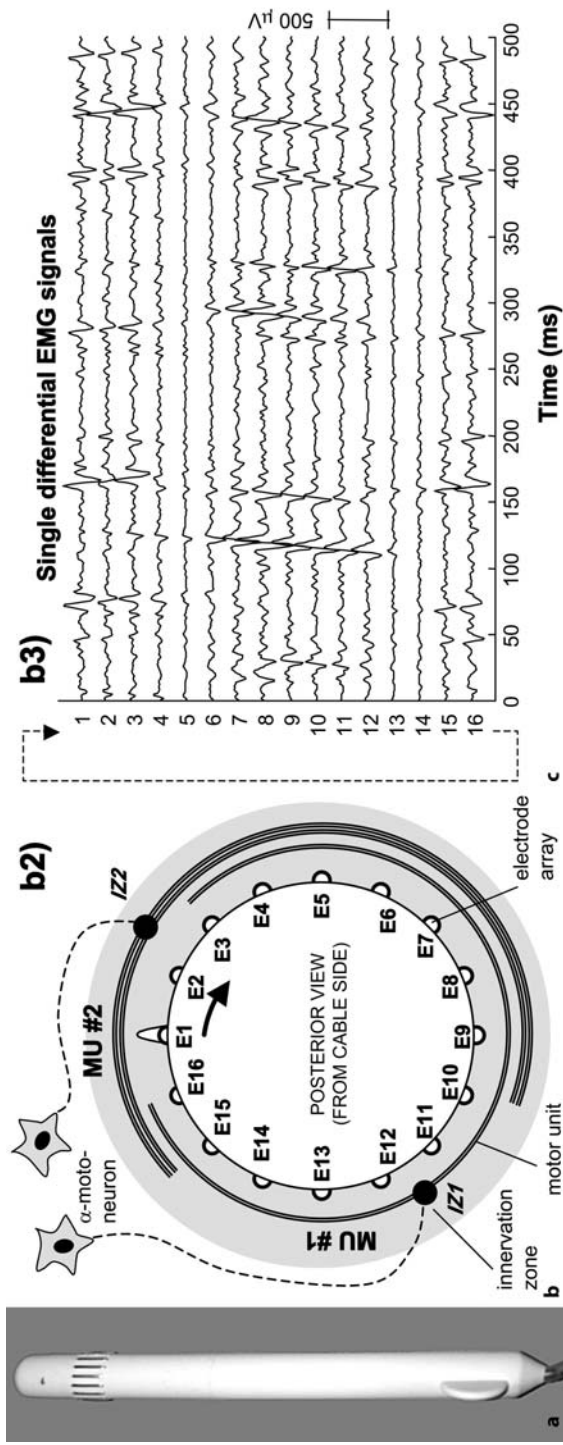 a
b2)
IZ2
MU #2
α-moto-
neuron
E1
E2
E3
E4
E5
E6
E7
E8
E9
E10
E11
E12
E13
E14
E15
E16
POSTERIOR VIEW
(FROM CABLE SIDE)
MU #1
IZ1
electrode
array
motor unit
innervation
zone
b
b3)
Single differential EMG signals
1
2
3
4
5
6
7
8
9
10
11
12
13
14
15
16
500 µV
0
50
100
150
200
250
300
350
400
450
500
Time (ms)
c